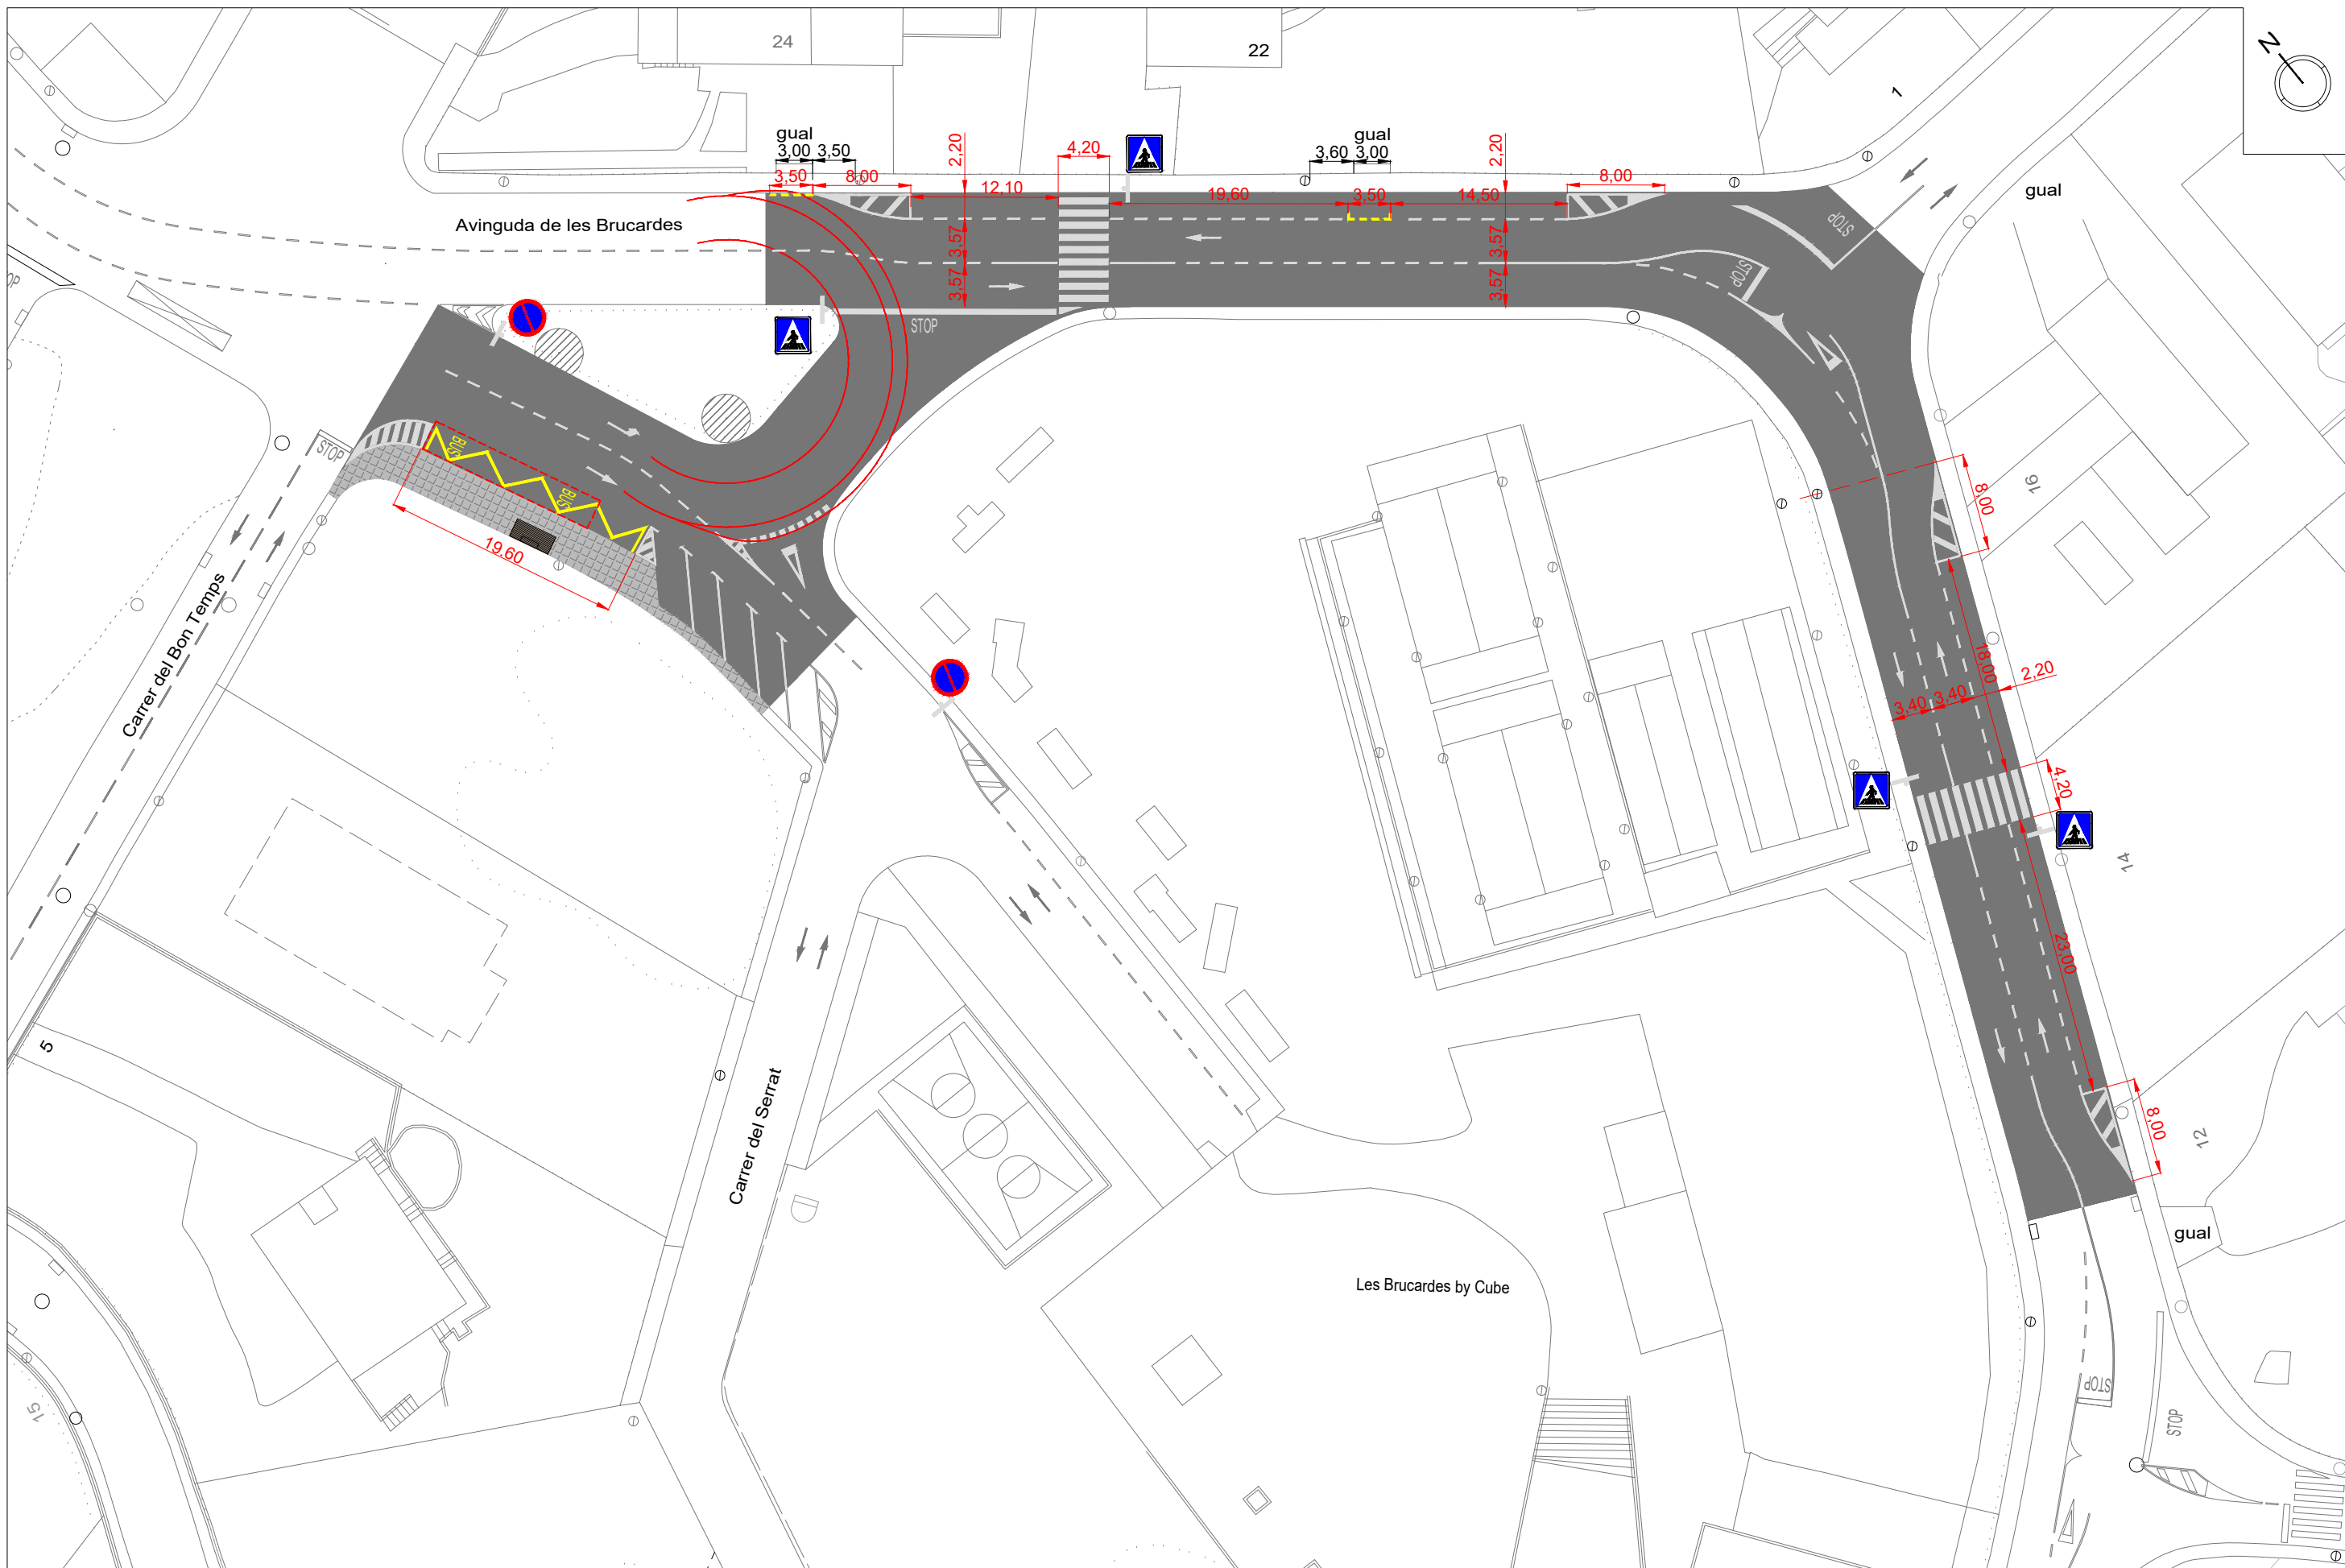 24
22
N
1
gual
3,00
3,50
2,20
4,20
gual
3,60
3,00
2,20
3,50
8,00
12,10
19,60
3,50
14,50
8,00
gual
Avinguda de les Brucardes
STOP
3,57
3,57
3,57
3,57
STOP
STOP
STOP
BUS
BUS
19,60
16
8,00
Carrer del Bon Temps
18,00
2,20
3,40
3,40
4,20
14
23,00
5
Carrer del Serrat
8,00
12
gual
Les Brucardes by Cube
STOP
STOP
15